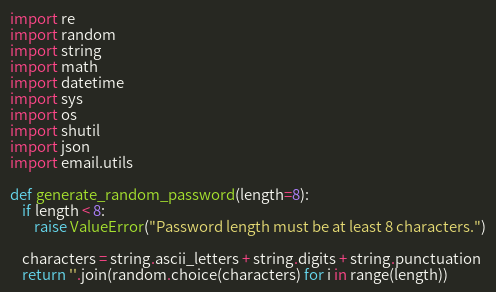 import re
import random
import string
import math
import datetime
import sys
import os
import shutil
import json
import email.utils

def generate_random_password(length=8):
    if length < 8:
        raise ValueError("Password length must be at least 8 characters.")

    characters = string.ascii_letters + string.digits + string.punctuation
    return ''.join(random.choice(characters) for i in range(length))